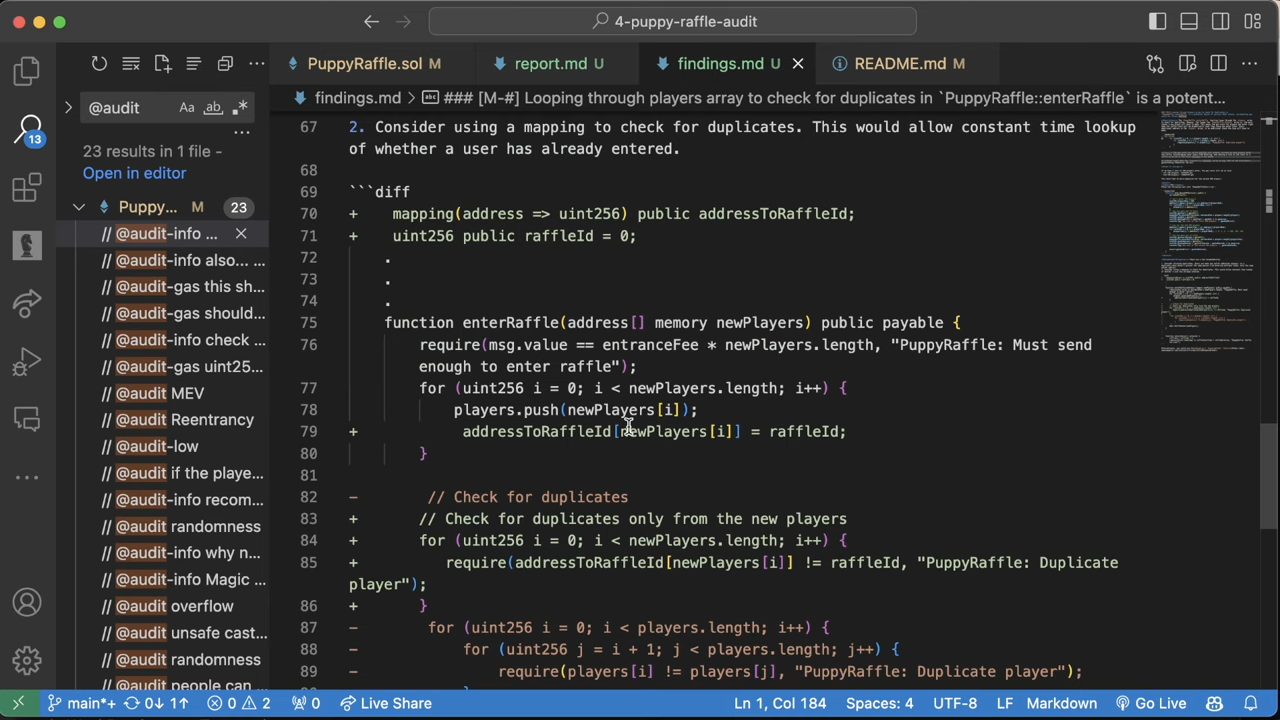 4-puppy-raffle-audit
PuppyRaffle.sol M
report.md U
findings.md U
README.md M
findings.md > ### [M-#] Looping through players array to check for duplicates in `PuppyRaffle::enterRaffle` is a potent...
@audit
Aa ab
13
23 results in 1 file -
Open in editor
Puppy... M 23
// @audit-info ...
// @audit-info also...
// @audit-gas this sh...
// @audit-gas should...
// @audit-info check ...
// @audit-gas uint25...
// @audit MEV
// @audit Reentrancy
// @audit-low
// @audit if the playe...
// @audit-info recom...
// @audit randomness
// @audit-info why n...
// @audit-info Magic ...
// @audit overflow
// @audit unsafe cast...
// @audit randomness
// @audit people can
67 2. Consider using a mapping to check for duplicates. This would allow constant time lookup
of whether a user has already entered.
68
69 ```diff
70 + mapping(address => uint256) public addressToRaffleId;
71 + uint256 public raffleId = 0;
72 .
73 .
74 .
75 function enterRaffle(address[] memory newPlayers) public payable {
76 require(msg.value == entranceFee * newPlayers.length, "PuppyRaffle: Must send
enough to enter raffle");
77 for (uint256 i = 0; i < newPlayers.length; i++) {
78 players.push(newPlayers[i]);
79 + addressToRaffleId[newPlayers[i]] = raffleId;
80 }
81
82 - // Check for duplicates
83 + // Check for duplicates only from the new players
84 + for (uint256 i = 0; i < newPlayers.length; i++) {
85 + require(addressToRaffleId[newPlayers[i]] != raffleId, "PuppyRaffle: Duplicate
player");
86 + }
87 - for (uint256 i = 0; i < players.length; i++) {
88 - for (uint256 j = i + 1; j < players.length; j++) {
89 - require(players[i] != players[j], "PuppyRaffle: Duplicate player");
main*+ 0↓ 1↑ 0 2 0 Live Share Ln 1, Col 184 Spaces: 4 UTF-8 LF Markdown Go Live